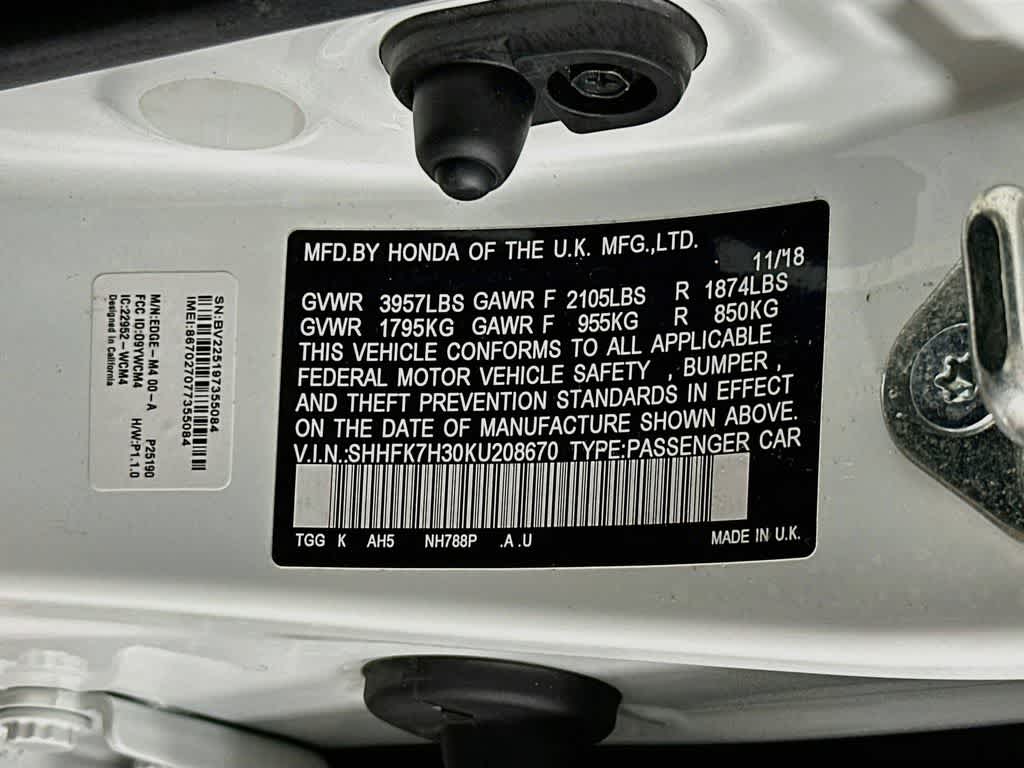 MFD.BY HONDA OF THE U.K. MFG.,LTD.
11/18
GVWR 3957LBS GAWR F 2105LBS R 1874LBS
GVWR 1795KG GAWR F 955KG R 850KG
THIS VEHICLE CONFORMS TO ALL APPLICABLE
FEDERAL MOTOR VEHICLE SAFETY , BUMPER ,
AND THEFT PREVENTION STANDARDS IN EFFECT
ON THE DATE OF MANUFACTURE SHOWN ABOVE.
V.I.N.:SHHFK7H30KU208670 TYPE:PASSENGER CAR
TGG K AH5 NH788P .A .U MADE IN U.K.
SN:BV225197355084
IMEI:867027077355084
M/N:EDGE-M4 00-A P25190
FCC ID:09YWCM4 H/W:P1.1.0
IC:22952-WCM4
Designed in California